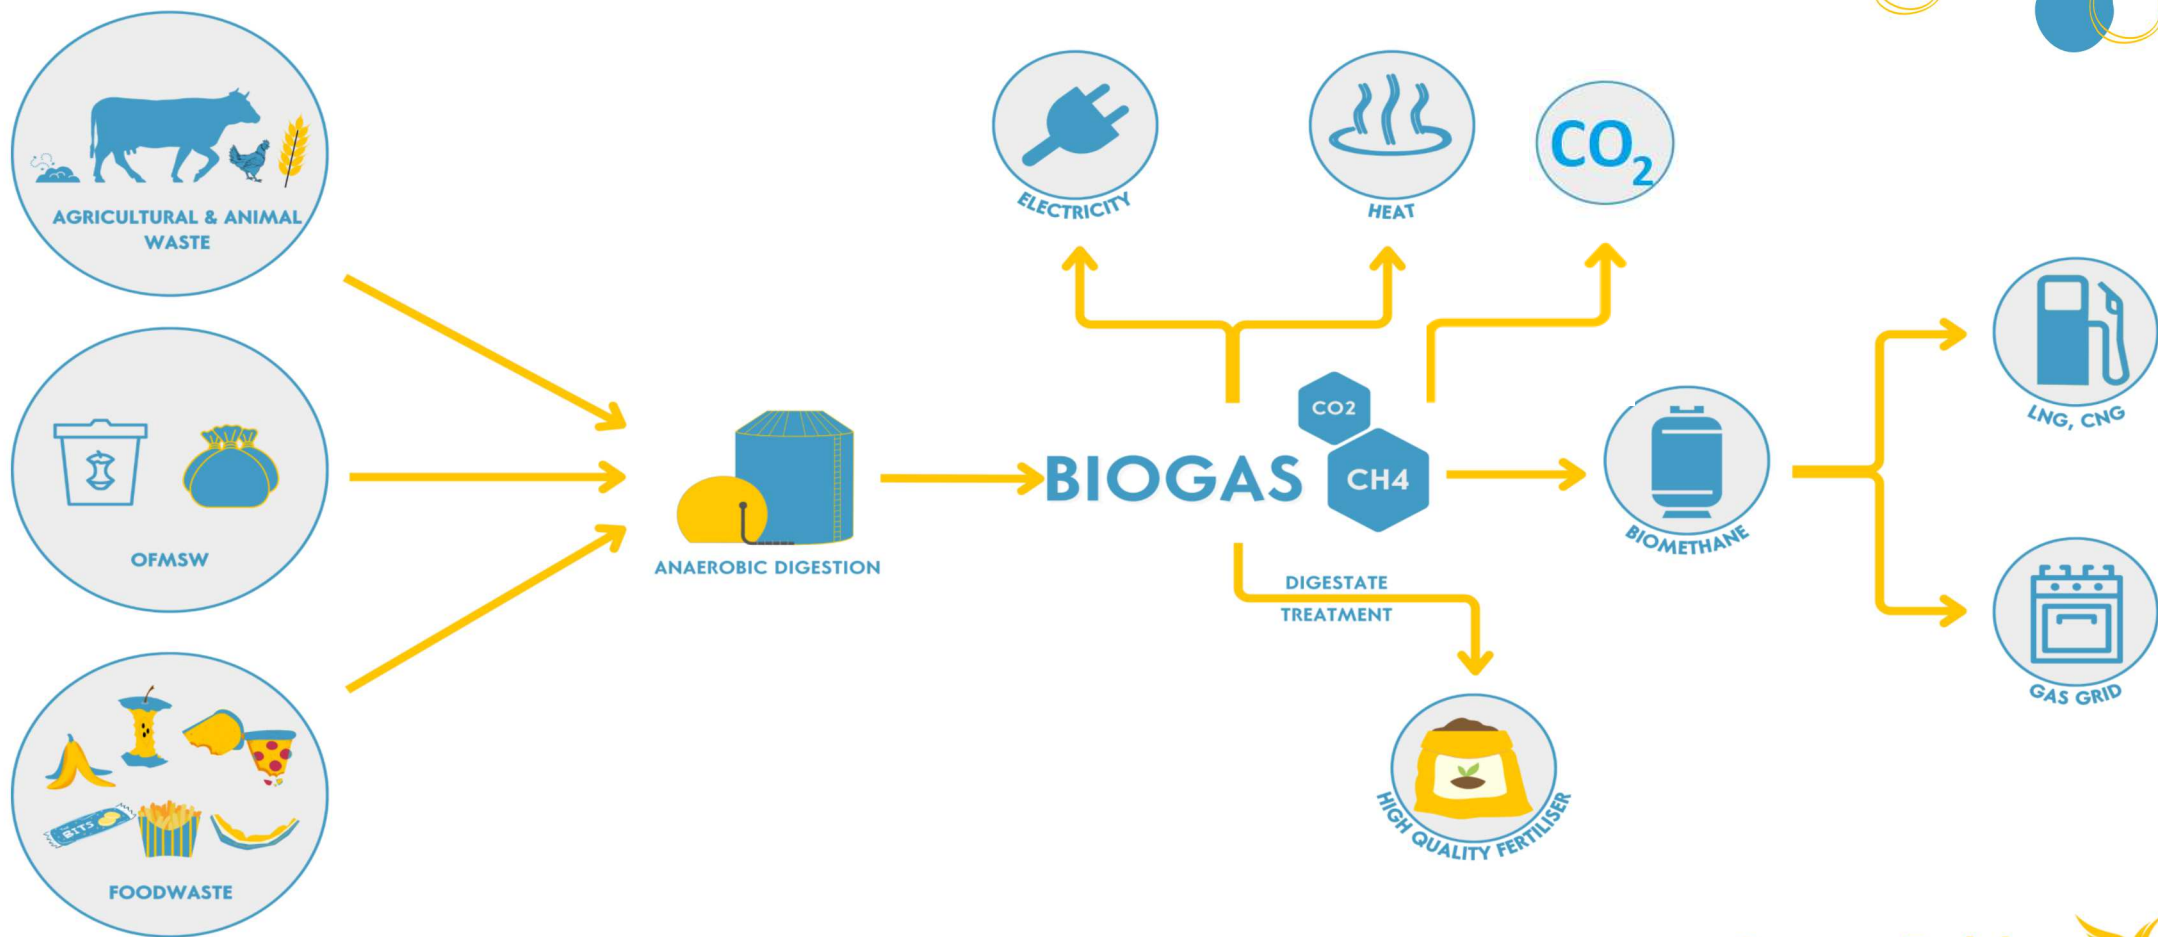 AGRICULTURAL & ANIMAL
WASTE
OFMSW
BITS
FOODWASTE
ANAEROBIC DIGESTION
BIOGAS
CO2
CH4
ELECTRICITY
HEAT
CO₂
DIGESTATE
TREATMENT
HIGH QUALITY FERTILISER
BIOMETHANE
LNG, CNG
GAS GRID